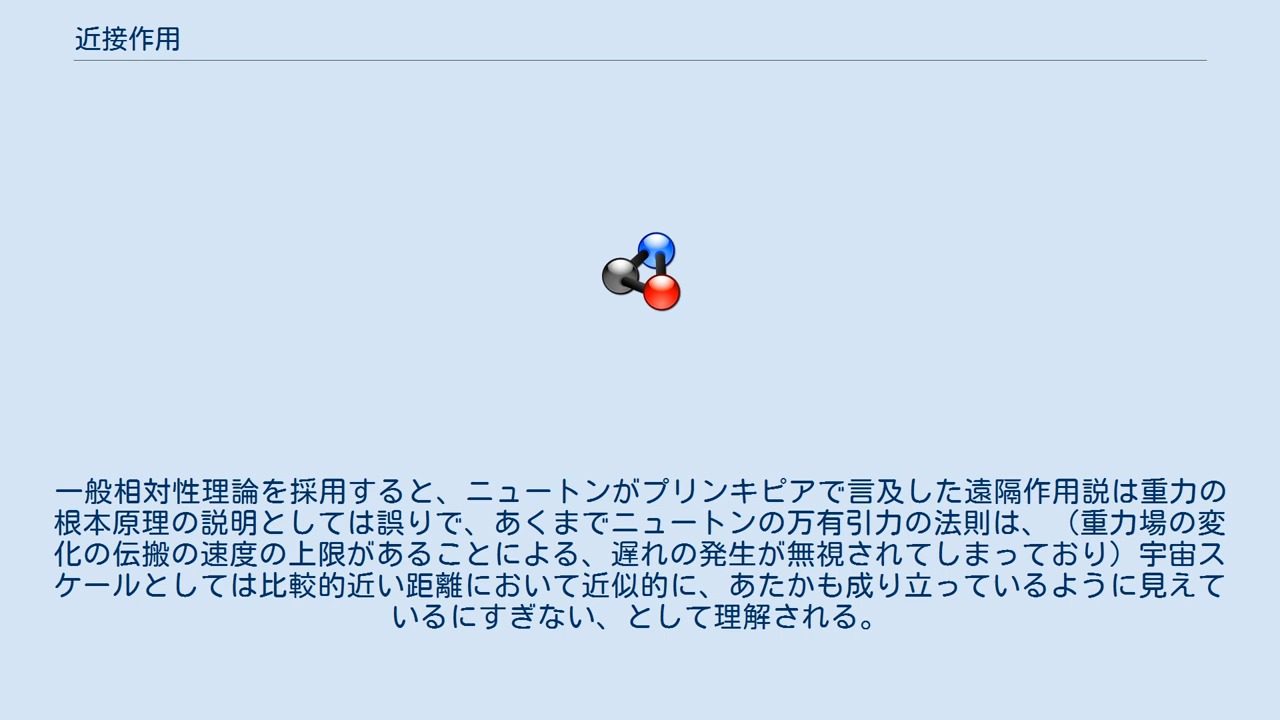 近接作用
一般相対性理論を採用すると、ニュートンがプリンキピアで言及した遠隔作用説は重力の
根本原理の説明としては誤りで、あくまでニュートンの万有引力の法則は、（重力場の変
化の伝搬の速度の上限があることによる、遅れの発生が無視されてしまっており）宇宙ス
ケールとしては比較的近い距離において近似的に、あたかも成り立っているように見えて
いるにすぎない、として理解される。